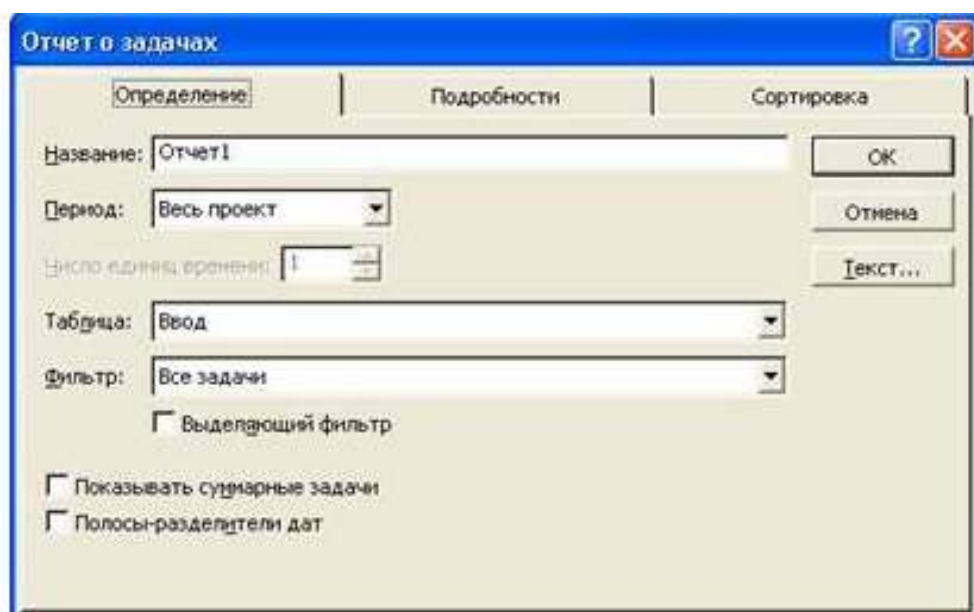 Отчет о задачах
Определение Подробности Сортировка
Название: Отчет1 ОК
Период: Весь проект Отмена
Число единиц времени: 1 Текст...
Таблица: Ввод
Фильтр: Все задачи
Выделяющий фильтр
Показывать суммарные задачи
Полосы-разделители дат